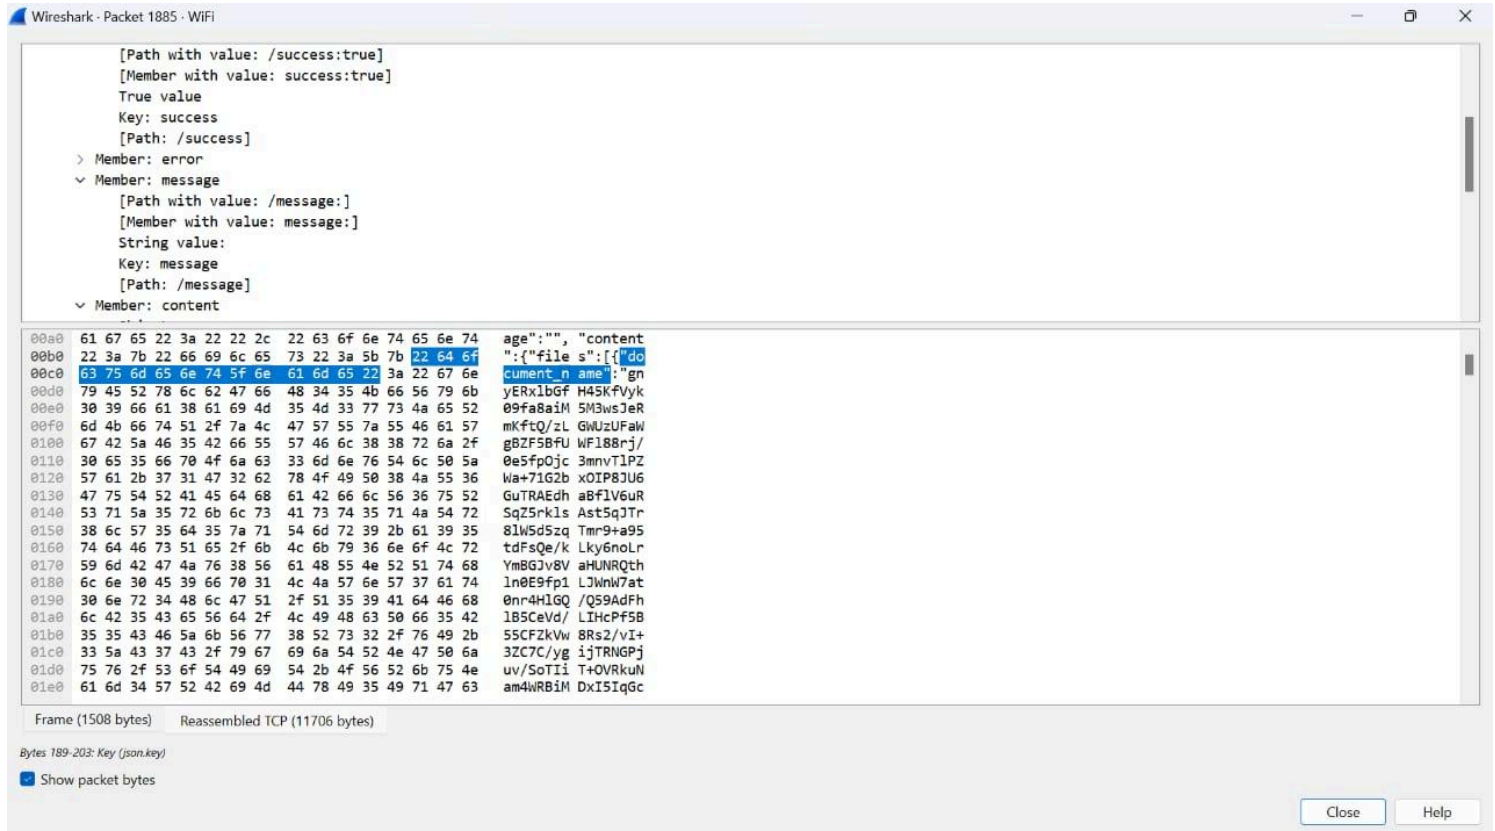 Wireshark · Packet 1885 · WiFi
[Path with value: /success:true]
[Member with value: success:true]
True value
Key: success
[Path: /success]
Member: error
Member: message
[Path with value: /message:]
[Member with value: message:]
String value:
Key: message
[Path: /message]
Member: content
00a0 61 67 65 22 3a 22 22 2c 22 63 6f 6e 74 65 6e 74 age":"", "content
00b0 22 3a 7b 22 66 69 6c 65 73 22 3a 5b 7b 22 64 6f ":{"file s":[{"do
00c0 63 75 6d 65 6e 74 5f 6e 61 6d 65 22 3a 22 67 6e cument_n ame":"gn
00d0 79 45 52 78 6c 62 47 66 48 34 35 4b 66 56 79 6b yERxlbGf H45KfVyk
00e0 30 39 66 61 38 61 69 4d 35 4d 33 77 73 4a 65 52 09fa8aiM 5M3wsJeR
00f0 6d 4b 66 74 51 2f 7a 4c 47 57 55 7a 55 46 61 57 mKftQ/zL GWUzUFaW
0100 67 42 5a 46 35 42 66 55 57 46 6c 38 38 72 6a 2f gBZF5BfU WFl88rj/
0110 30 65 35 66 70 4f 6a 63 33 6d 6e 76 54 6c 50 5a 0e5fpOjc 3mnvTlPZ
0120 57 61 2b 37 31 47 32 62 78 4f 49 50 38 4a 55 36 Wa+71G2b xOIP8JU6
0130 47 75 54 52 41 45 64 68 61 42 66 6c 56 36 75 52 GuTRAEdh aBflV6uR
0140 53 71 5a 35 72 6b 6c 73 41 73 74 35 71 4a 54 72 SqZ5rkls Ast5qJTr
0150 38 6c 57 35 64 35 7a 71 54 6d 72 39 2b 61 39 35 8lW5d5zq Tmr9+a95
0160 74 64 46 73 51 65 2f 6b 4c 6b 79 36 6e 6f 4c 72 tdFsQe/k Lky6noLr
0170 59 6d 42 47 4a 76 38 56 61 48 55 4e 52 51 74 68 YmBGJv8V aHUNRQth
0180 6c 6e 30 45 39 66 70 31 4c 4a 57 6e 57 37 61 74 ln0E9fp1 LJWnW7at
0190 30 6e 72 34 48 6c 47 51 2f 51 35 39 41 64 46 68 0nr4HlGQ /Q59AdFh
01a0 6c 42 35 43 65 56 64 2f 4c 49 48 63 50 66 35 42 lB5CeVd/ LIHcPf5B
01b0 35 35 43 46 5a 6b 56 77 38 52 73 32 2f 76 49 2b 55CFZkVw 8Rs2/vI+
01c0 33 5a 43 37 43 2f 79 67 69 6a 54 52 4e 47 50 6a 3ZC7C/yg ijTRNGPj
01d0 75 76 2f 53 6f 54 49 69 54 2b 4f 56 52 6b 75 4e uv/SoTIi T+OVRkuN
01e0 61 6d 34 57 52 42 69 4d 44 78 49 35 49 71 47 63 am4WRBiM DxI5IqGc
Frame (1508 bytes) Reassembled TCP (11706 bytes)
Bytes 189-203: Key (json.key)
Show packet bytes
Close Help